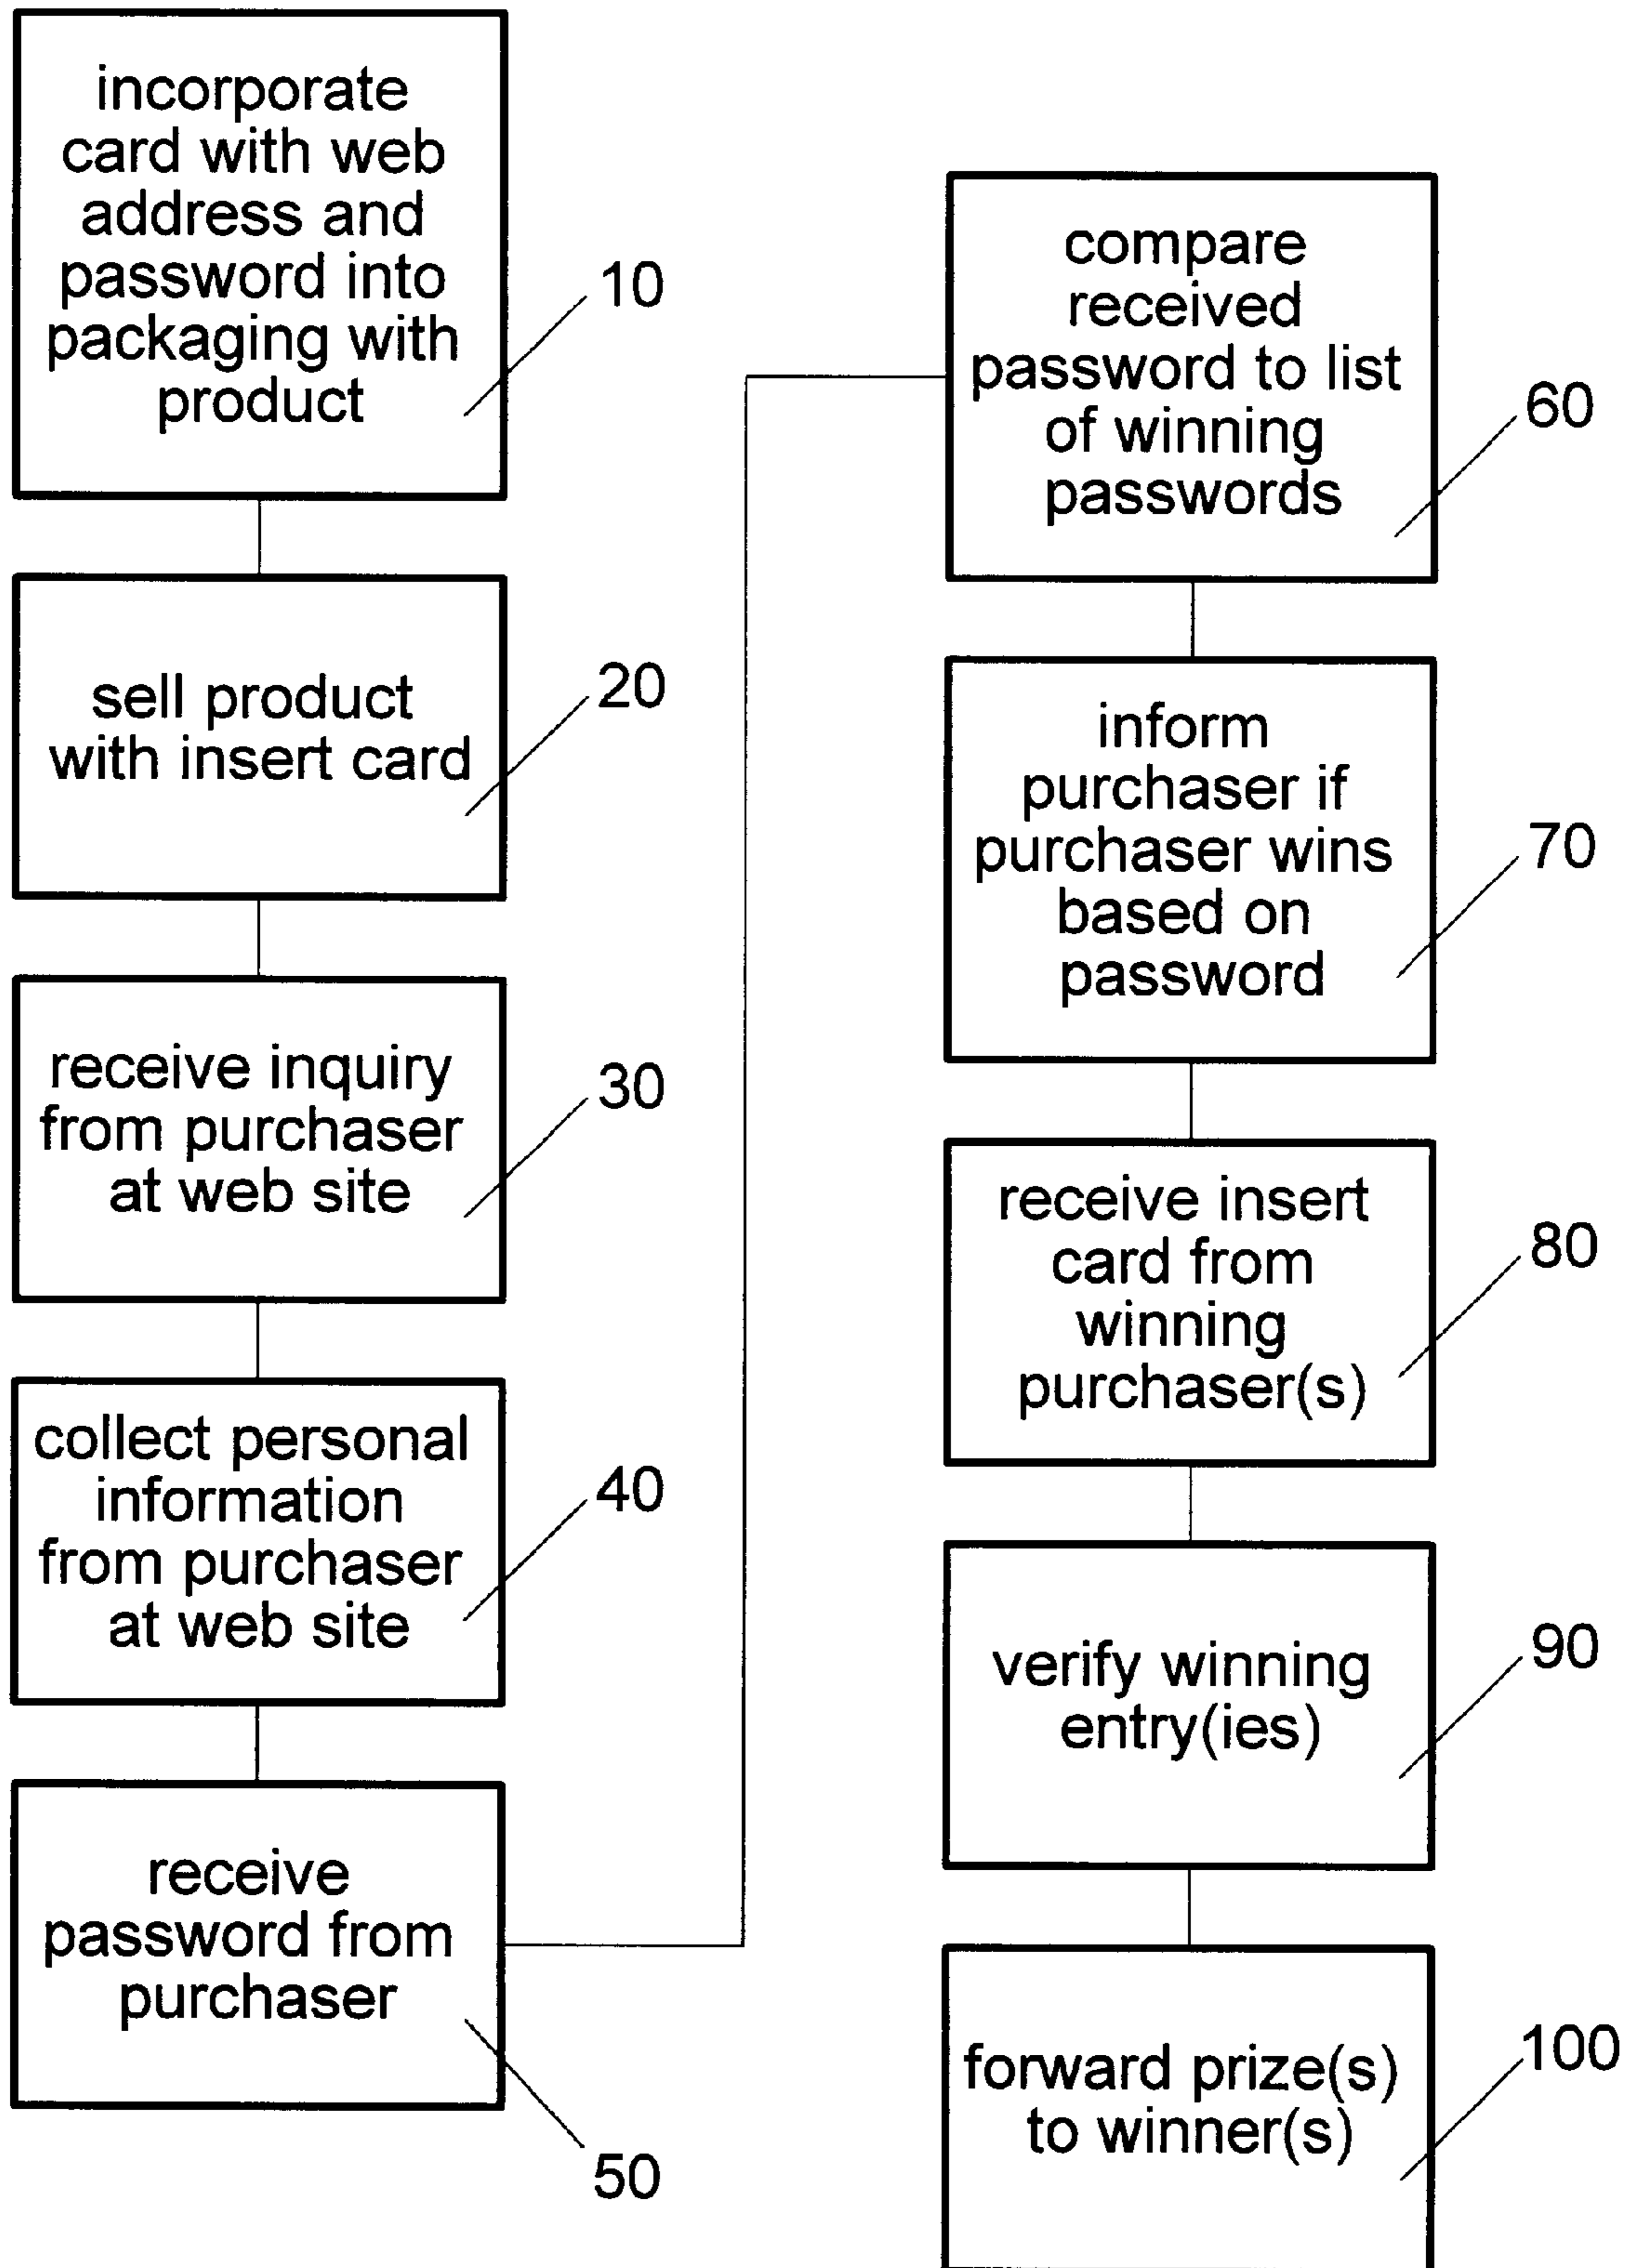 incorporate
card with web
address and
password into
packaging with
product
10
sell product
with insert card
20
receive inquiry
from purchaser
at web site
30
collect personal
information
from purchaser
at web site
40
receive
password from
purchaser
50
compare
received
password to list
of winning
passwords
60
inform
purchaser if
purchaser wins
based on
password
70
receive insert
card from
winning
purchaser(s)
80
verify winning
entry(ies)
90
forward prize(s)
to winner(s)
100